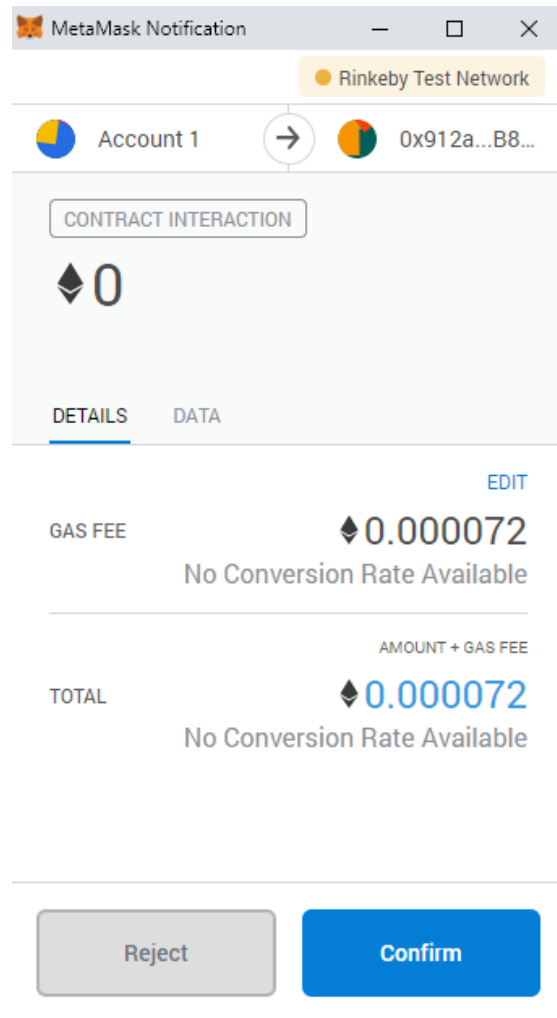 MetaMask Notification
Rinkeby Test Network
Account 1 0x912a...B8...
CONTRACT INTERACTION
0
DETAILS DATA
EDIT
GAS FEE 0.000072
No Conversion Rate Available
AMOUNT + GAS FEE
TOTAL 0.000072
No Conversion Rate Available
Reject Confirm